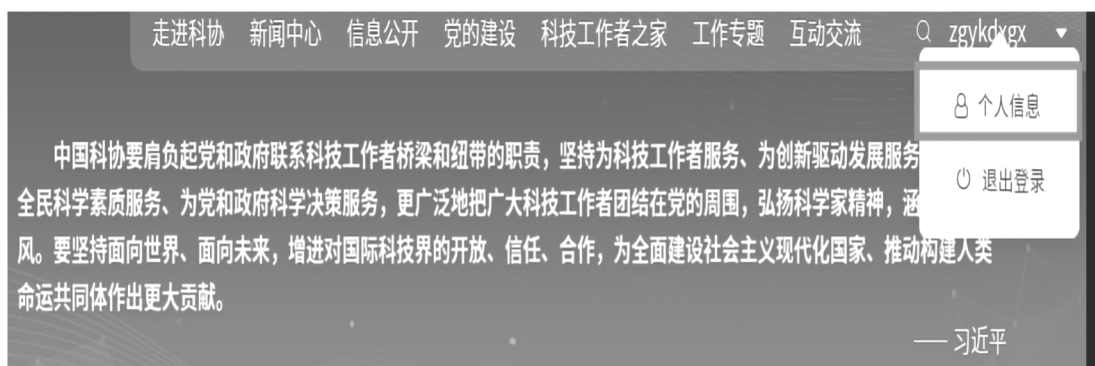 走进科协 新闻中心 信息公开 党的建设 科技工作者之家 工作专题 互动交流 zgykdxgx
个人信息
退出登录
中国科协要肩负起党和政府联系科技工作者桥梁和纽带的职责，坚持为科技工作者服务、为创新驱动发展服务
全民科学素质服务、为党和政府科学决策服务，更广泛地把广大科技工作者团结在党的周围，弘扬科学家精神，涵
风。要坚持面向世界、面向未来，增进对国际科技界的开放、信任、合作，为全面建设社会主义现代化国家、推动构建人类
命运共同体作出更大贡献。
—— 习近平